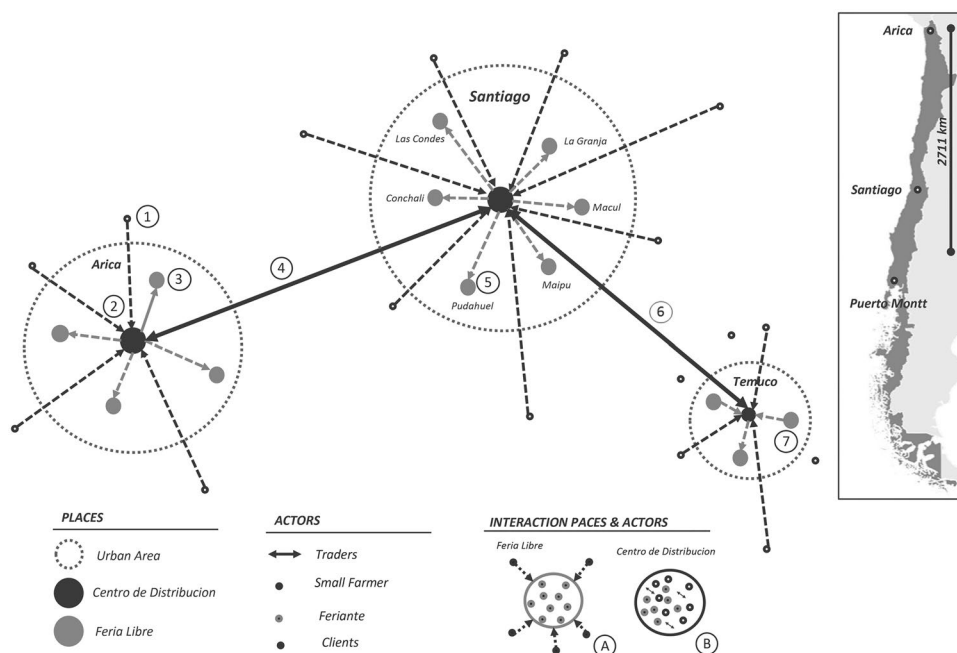 Santiago
Las Condes
La Granja
Conchali
Macul
Pudahuel
Maipu
Arica
Temuco
1
2
3
4
5
6
7
Arica
Santiago
Puerto Montt
2711 km
PLACES
Urban Area
Centro de Distribucion
Feria Libre
ACTORS
Traders
Small Farmer
Feriante
Clients
INTERACTION PACES & ACTORS
Feria Libre
Centro de Distribucion
A
B